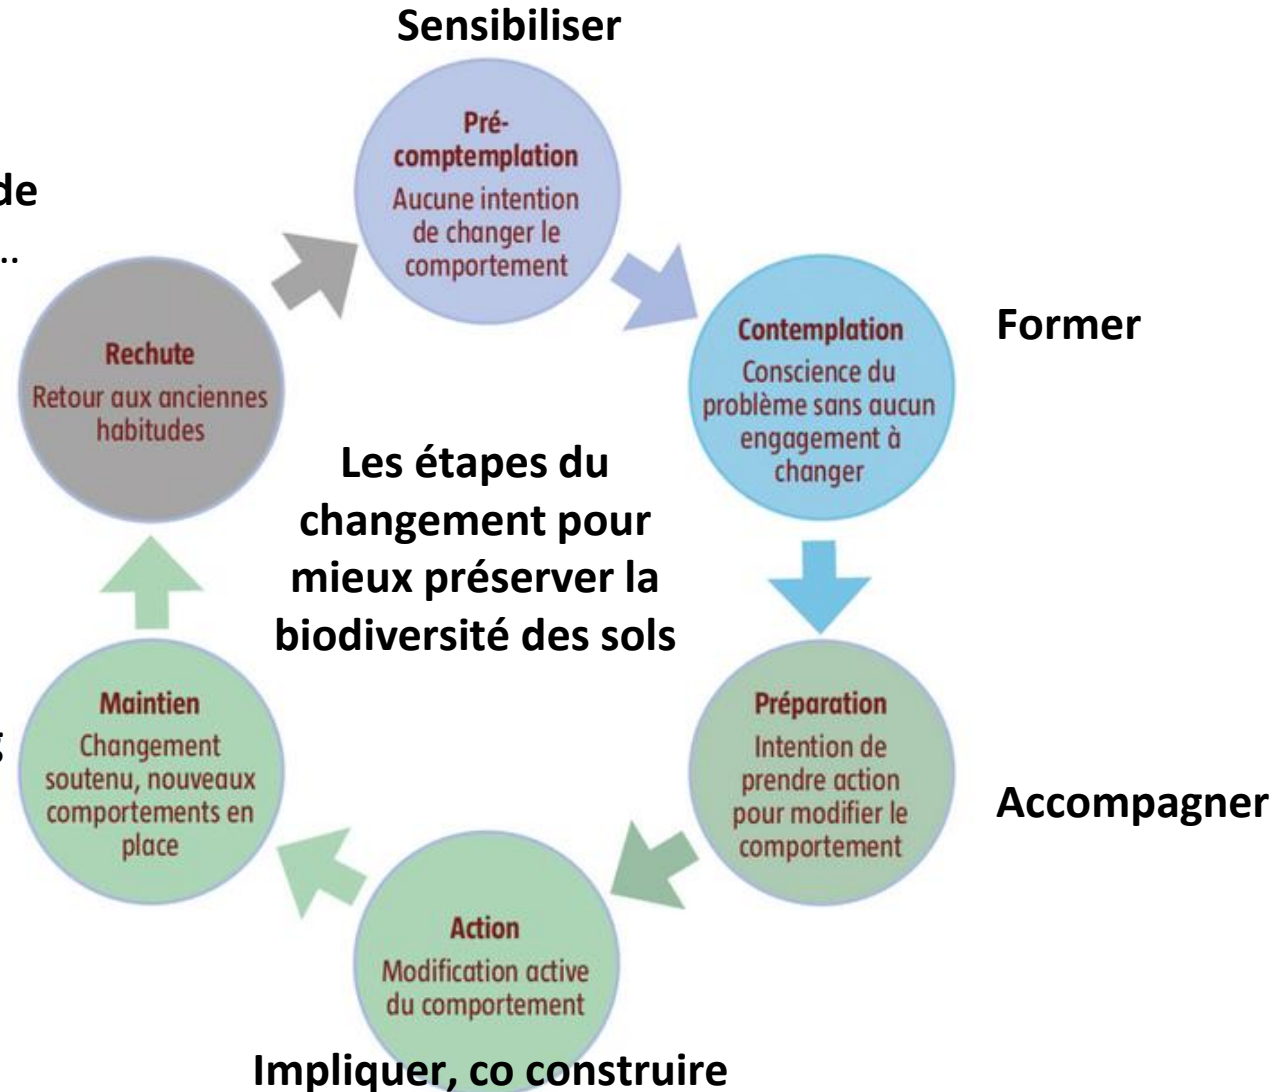 Sensibiliser
Pré-
comptemplation
Aucune intention
de changer le
comportement
de
..
Rechute
Retour aux anciennes
habitudes
Contemplation
Conscience du
problème sans aucun
engagement à
changer
Former
Les étapes du
changement pour
mieux préserver la
biodiversité des sols
Maintien
Changement
soutenu, nouveaux
comportements en
place
Préparation
Intention de
prendre action
pour modifier le
comportement
Accompagner
Action
Modification active
du comportement
Impliquer, co construire